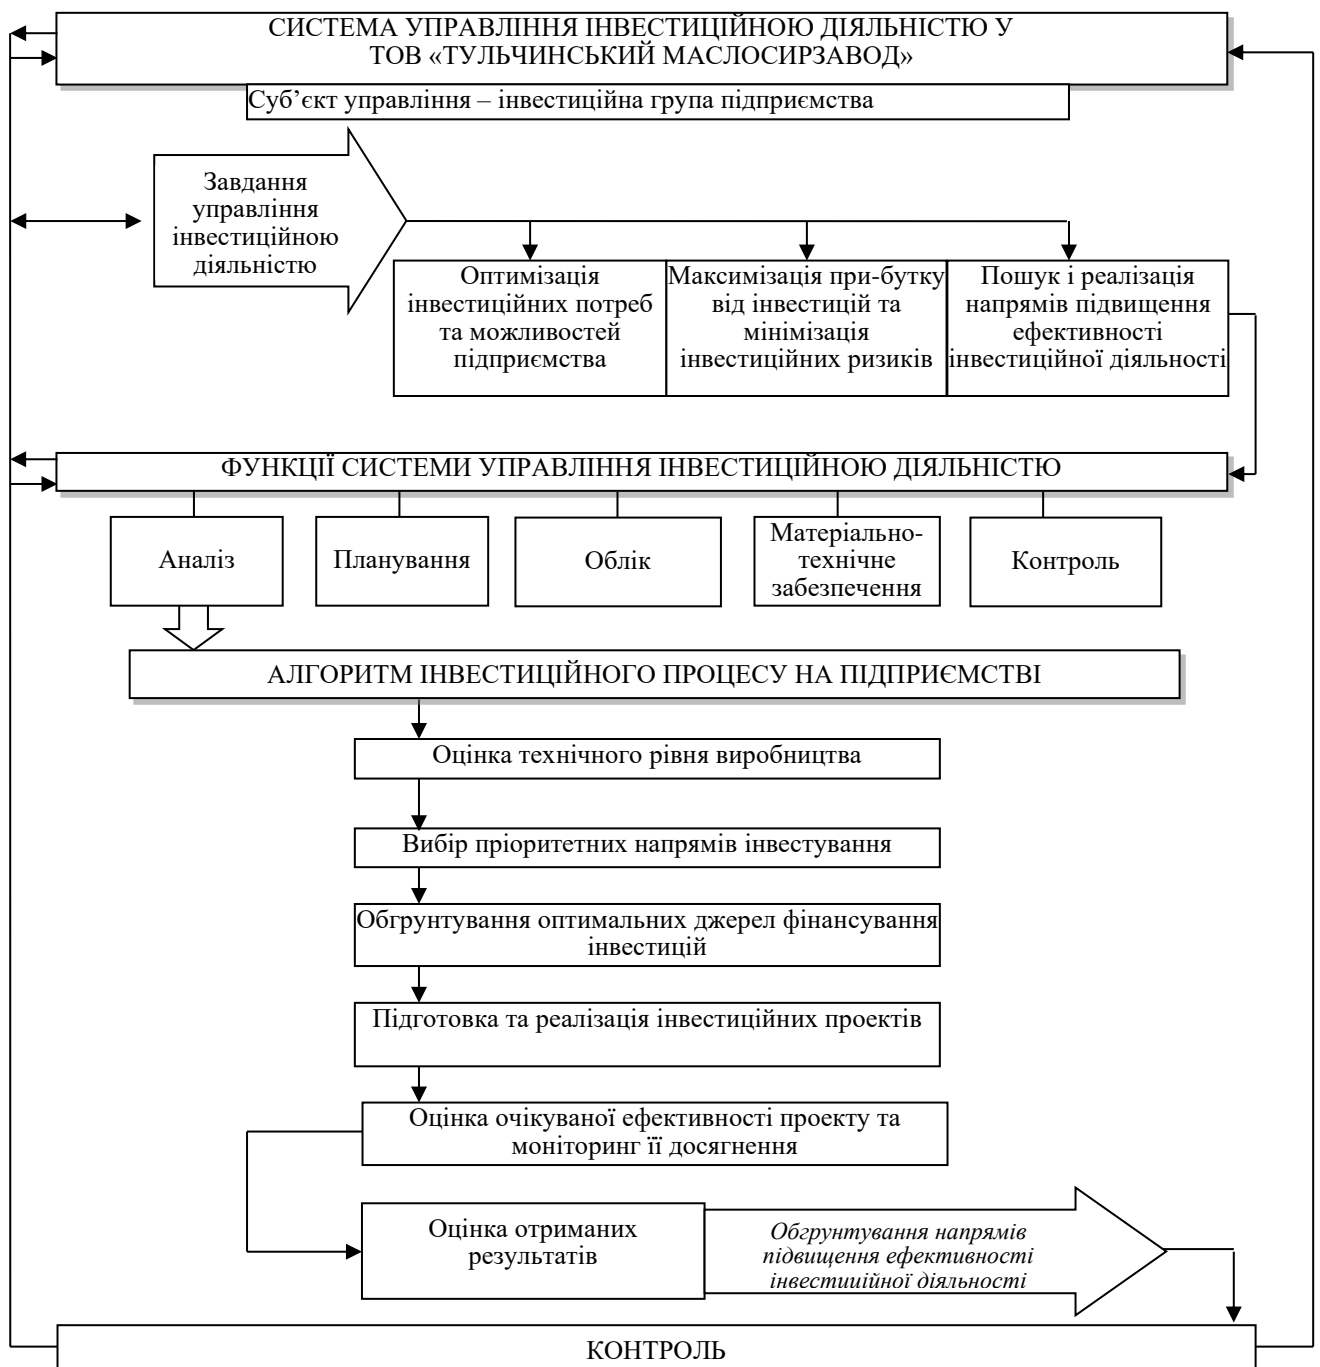 СИСТЕМА УПРАВЛІННЯ ІНВЕСТИЦІЙНОЮ ДІЯЛЬНІСТЮ У
ТОВ «ТУЛЬЧИНСЬКИЙ МАСЛОСИРЗАВОД»
Суб’єкт управління – інвестиційна група підприємства
Завдання
управління
інвестиційною
діяльністю
Оптимізація
інвестиційних потреб
та можливостей
підприємства
Максимізація при-бутку
від інвестицій та
мінімізація
інвестиційних ризиків
Пошук і реалізація
напрямів підвищення
ефективності
інвестиційної діяльності
ФУНКЦІЇ СИСТЕМИ УПРАВЛІННЯ ІНВЕСТИЦІЙНОЮ ДІЯЛЬНІСТЮ
Аналіз
Планування
Облік
Матеріально-
технічне
забезпечення
Контроль
АЛГОРИТМ ІНВЕСТИЦІЙНОГО ПРОЦЕСУ НА ПІДПРИЄМСТВІ
Оцінка технічного рівня виробництва
Вибір пріоритетних напрямів інвестування
Обгрунтування оптимальних джерел фінансування
інвестицій
Підготовка та реалізація інвестиційних проектів
Оцінка очікуваної ефективності проекту та
моніторинг її досягнення
Оцінка отриманих
результатів
Обгрунтування напрямів
підвищення ефективності
інвестиційної діяльності
КОНТРОЛЬ